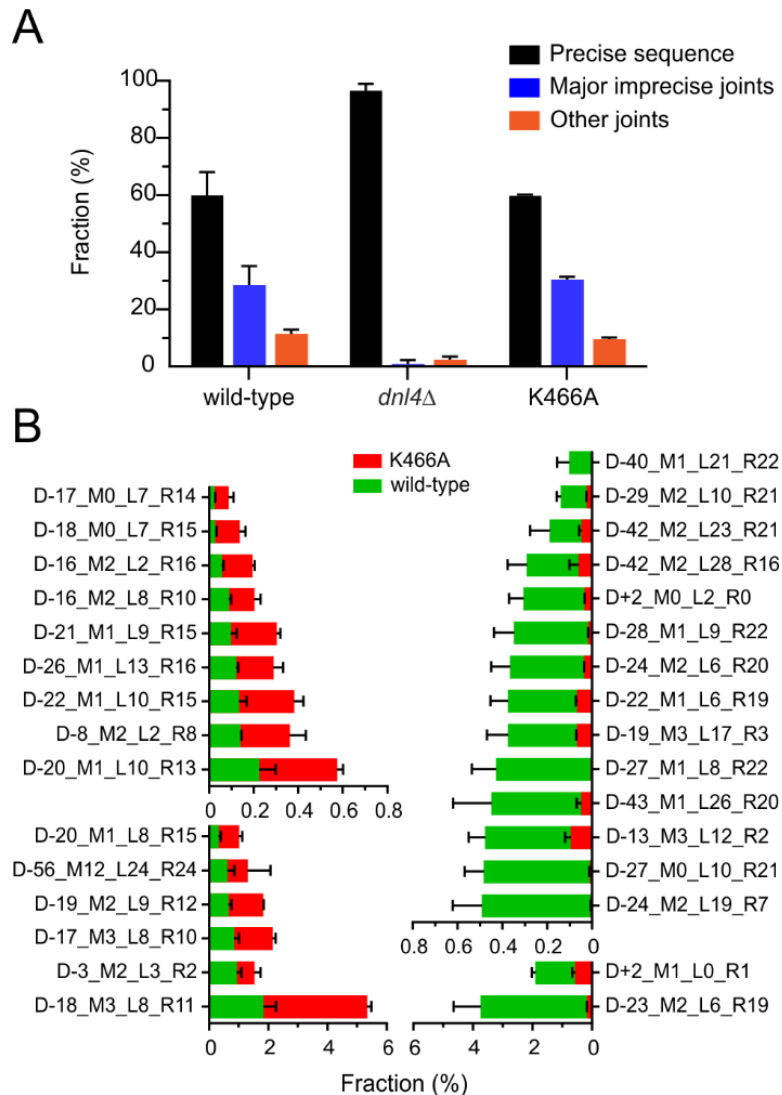 A
Precise sequence
Major imprecise joints
Other joints
Fraction (%)
100
80
60
40
20
0
wild-type
dnl4Δ
K466A
B
K466A
wild-type
D-17_M0_L7_R14
D-18_M0_L7_R15
D-16_M2_L2_R16
D-16_M2_L8_R10
D-21_M1_L9_R15
D-26_M1_L13_R16
D-22_M1_L10_R15
D-8_M2_L2_R8
D-20_M1_L10_R13
0 0.2 0.4 0.6 0.8
D-20_M1_L8_R15
D-56_M12_L24_R24
D-19_M2_L9_R12
D-17_M3_L8_R10
D-3_M2_L3_R2
D-18_M3_L8_R11
0 2 4 6
D-40_M1_L21_R22
D-29_M2_L10_R21
D-42_M2_L23_R21
D-42_M2_L28_R16
D+2_M0_L2_R0
D-28_M1_L9_R22
D-24_M2_L6_R20
D-22_M1_L6_R19
D-19_M3_L17_R3
D-27_M1_L8_R22
D-43_M1_L26_R20
D-13_M3_L12_R2
D-27_M0_L10_R21
D-24_M2_L19_R7
0.8 0.6 0.4 0.2 0
D+2_M1_L0_R1
D-23_M2_L6_R19
6 4 2 0
Fraction (%)